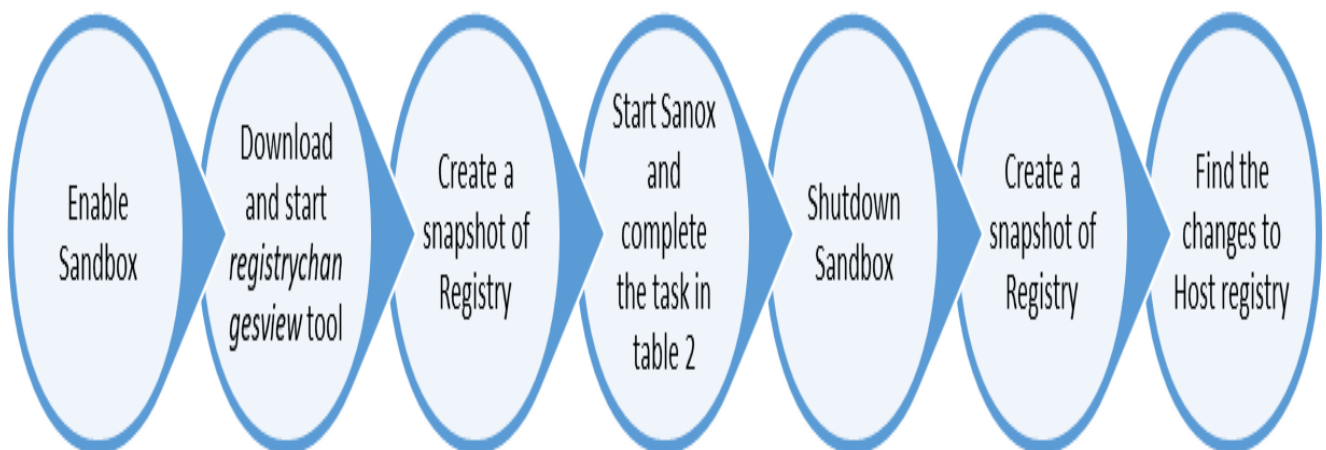 Enable
Sandbox
Download
and start
registrychan
gesview tool
Create a
snapshot of
Registry
Start Sanox
and
complete
the task in
table 2
Shutdown
Sandbox
Create a
snapshot of
Registry
Find the
changes to
Host registry